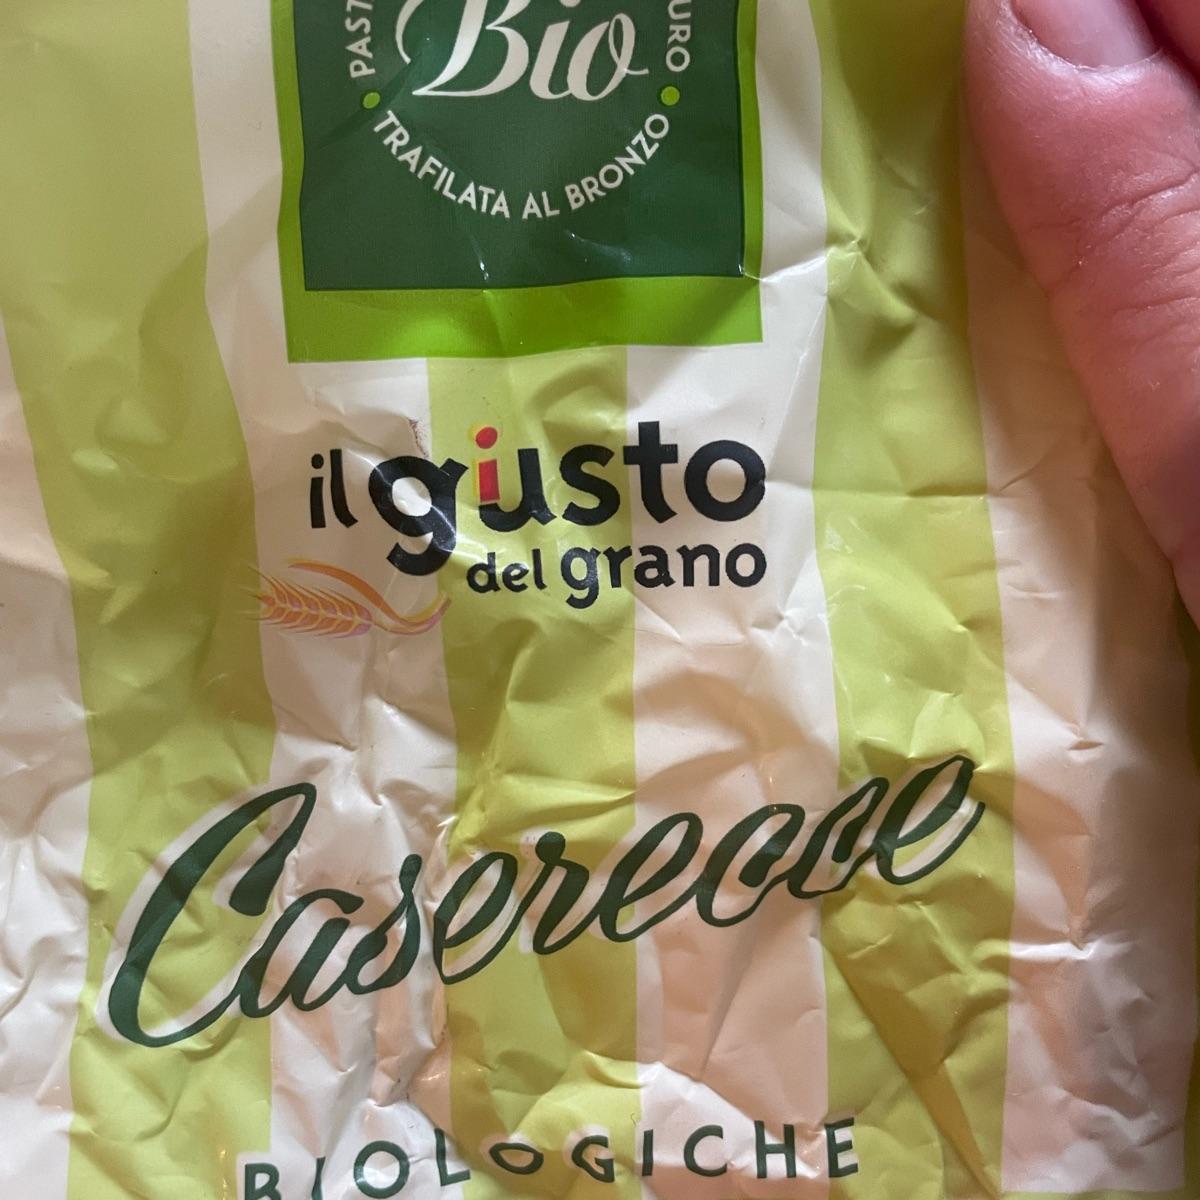 Bio
TRAFILATA AL BRONZO
il gusto
del grano
Caserecce
BIOLOGICHE